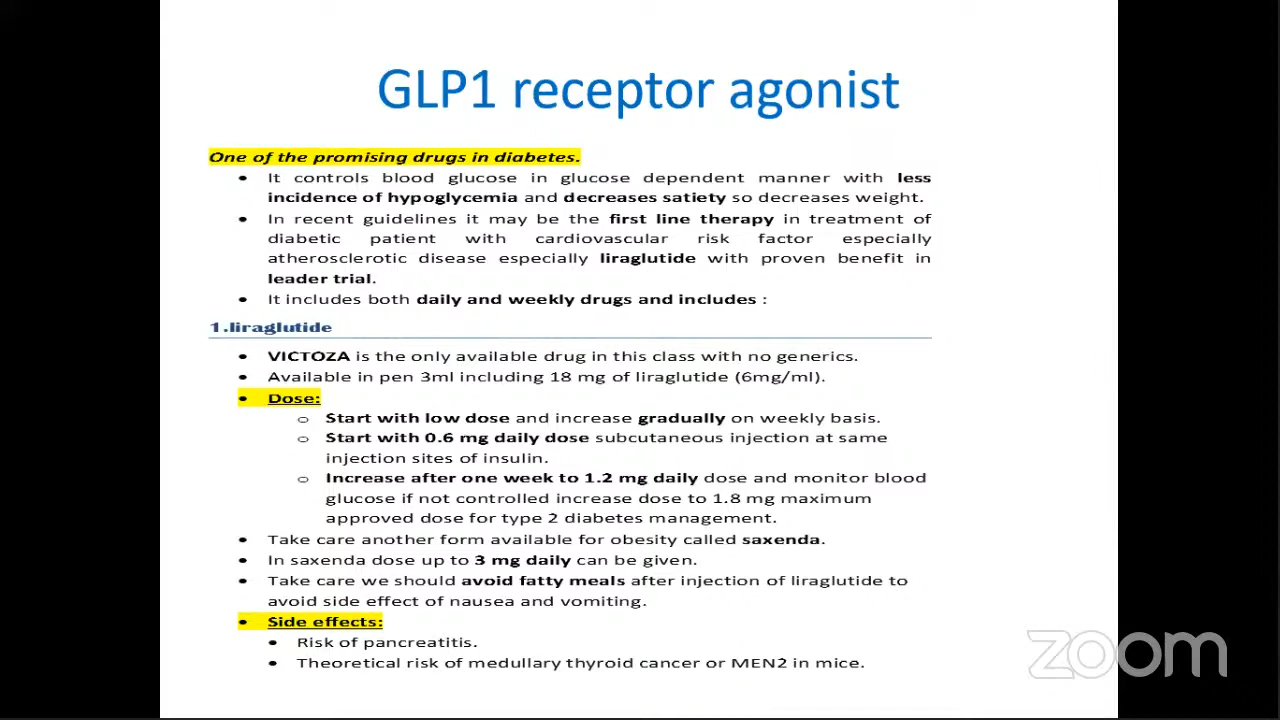 GLP1 receptor agonist
One of the promising drugs in diabetes.
• It controls blood glucose in glucose dependent manner with less
incidence of hypoglycemia and decreases satiety so decreases weight.
• In recent guidelines it may be the first line therapy in treatment of
diabetic patient with cardiovascular risk factor especially
atherosclerotic disease especially liraglutide with proven benefit in
leader trial.
• It includes both daily and weekly drugs and includes :
1.liraglutide
• VICTOZA is the only available drug in this class with no generics.
• Available in pen 3ml including 18 mg of liraglutide (6mg/ml).
• Dose:
o Start with low dose and increase gradually on weekly basis.
o Start with 0.6 mg daily dose subcutaneous injection at same
injection sites of insulin.
o Increase after one week to 1.2 mg daily dose and monitor blood
glucose if not controlled increase dose to 1.8 mg maximum
approved dose for type 2 diabetes management.
• Take care another form available for obesity called saxenda.
• In saxenda dose up to 3 mg daily can be given.
• Take care we should avoid fatty meals after injection of liraglutide to
avoid side effect of nausea and vomiting.
• Side effects:
• Risk of pancreatitis.
• Theoretical risk of medullary thyroid cancer or MEN2 in mice.
zoom